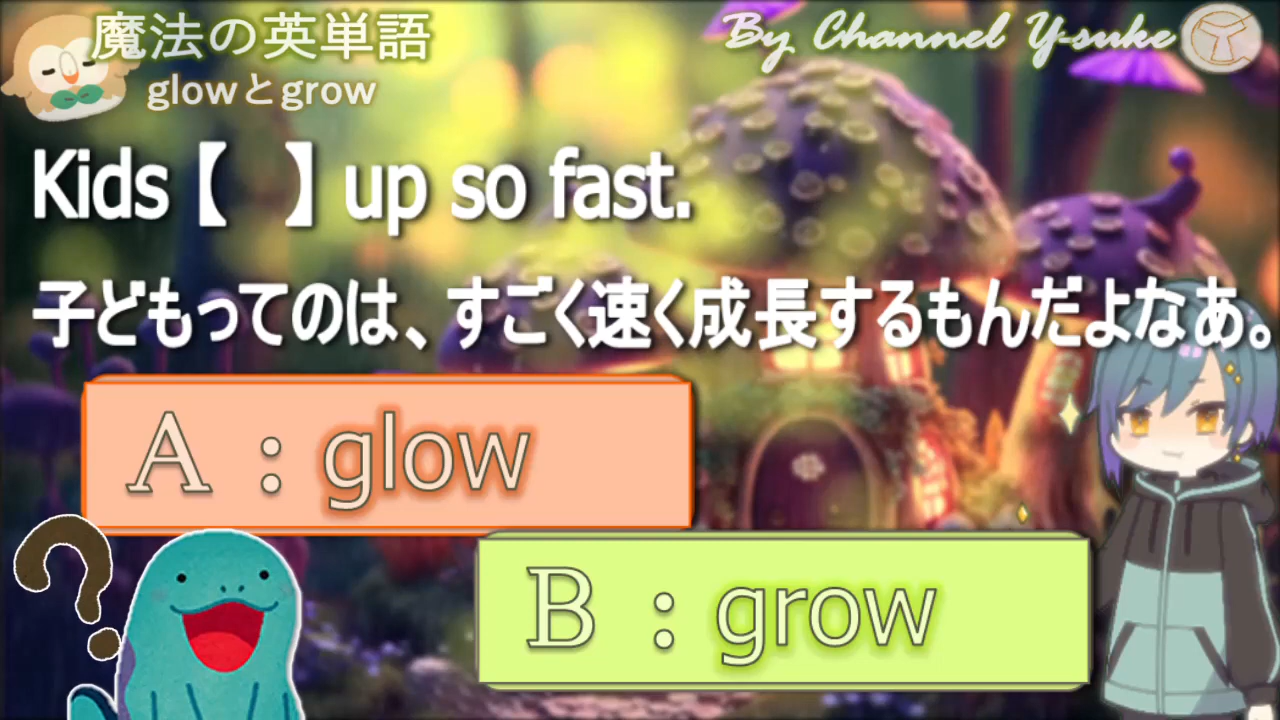 魔法の英単語
glowとgrow
By Channel Y-suke
Kids【 】up so fast.
子どもってのは、すごく速く成長するもんだよなあ。
A：glow
B：grow